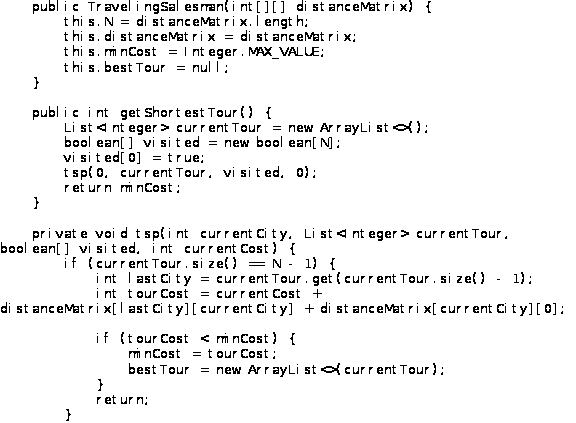 public TravelingSalesman(int[][] distanceMatrix) {
this.N = distanceMatrix.length;
this.distanceMatrix = distanceMatrix;
this.minCost = Integer.MAX_VALUE;
this.bestTour = null;
}
public int getShortestTour() {
List<Integer> currentTour = new ArrayList<>();
boolean[] visited = new boolean[N];
visited[0] = true;
tsp(0, currentTour, visited, 0);
return minCost;
}
private void tsp(int currentCity, List<Integer> currentTour,
boolean[] visited, int currentCost) {
if (currentTour.size() == N - 1) {
int lastCity = currentTour.get(currentTour.size() - 1);
int tourCost = currentCost +
distanceMatrix[lastCity][currentCity] + distanceMatrix[currentCity][0];
if (tourCost < minCost) {
minCost = tourCost;
bestTour = new ArrayList<>(currentTour);
}
return;
}